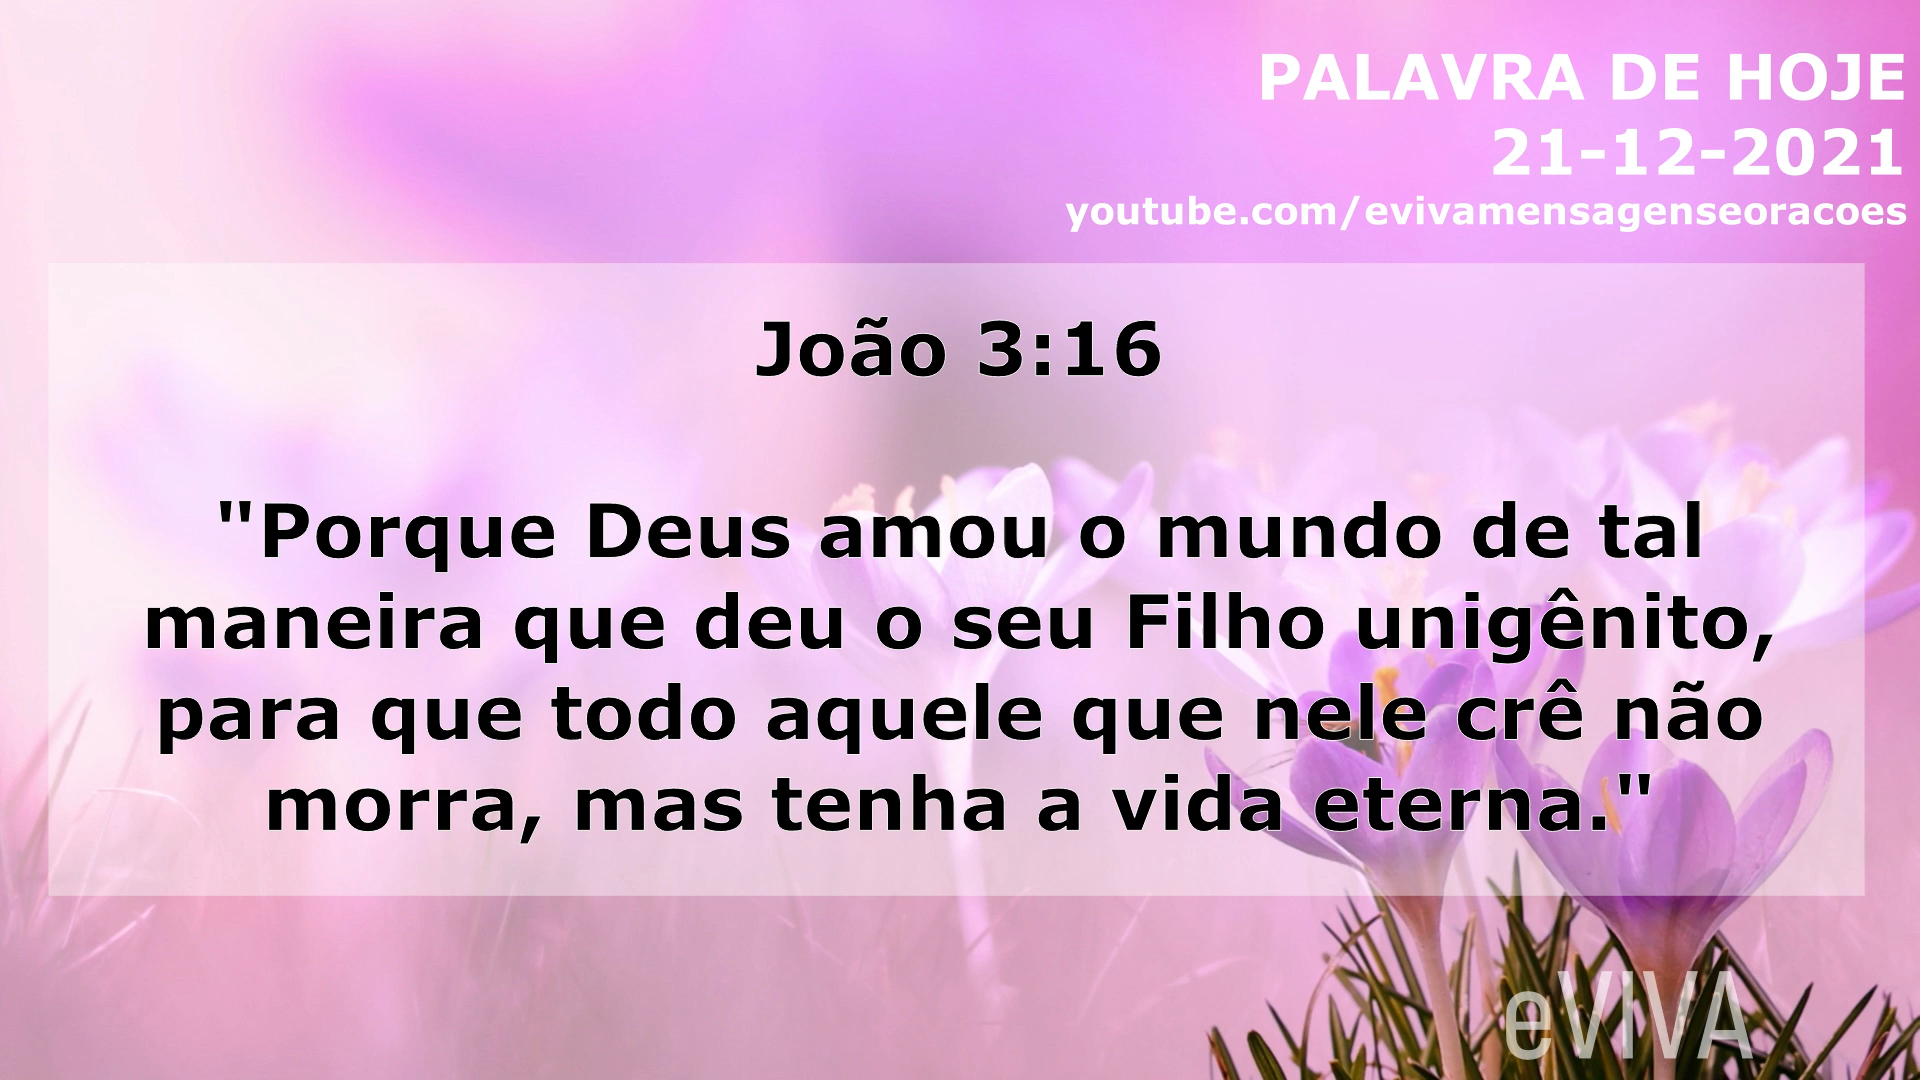 PALAVRA DE HOJE
21-12-2021
youtube.com/evivamensagenseoracoes
João 3:16
"Porque Deus amou o mundo de tal
maneira que deu o seu Filho unigênito,
para que todo aquele que nele crê não
morra, mas tenha a vida eterna."
eVIVA